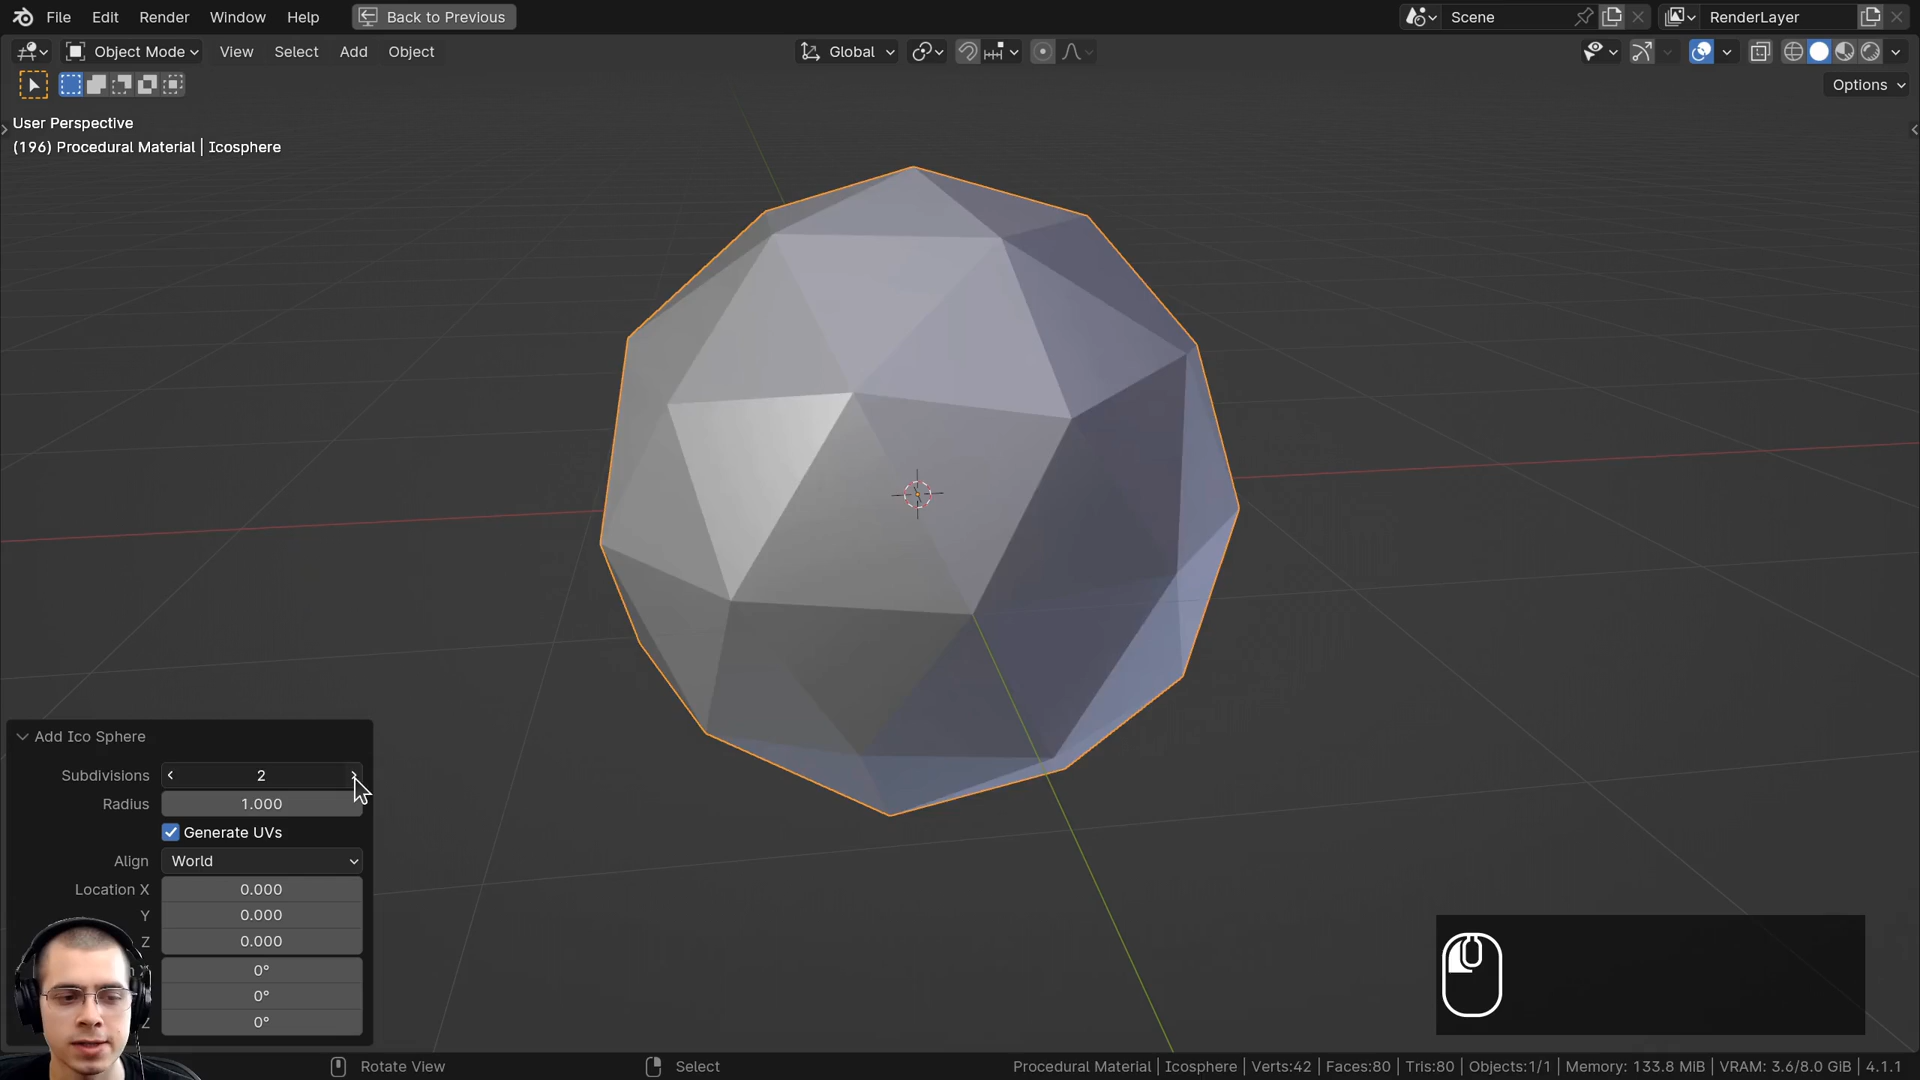 File Edit Render Window Help Back to Previous Scene RenderLayer
Object Mode View Select Add Object Global
Options
User Perspective
(196) Procedural Material | Icosphere
Add Ico Sphere
Subdivisions 2
Radius 1.000
Generate UVs
Align World
Location X 0.000
Y 0.000
Z 0.000
0°
0°
Z 0°
Rotate View Select Procedural Material | Icosphere | Verts:42 | Faces:80 | Tris:80 | Objects:1/1 | Memory: 133.8 MiB | VRAM: 3.6/8.0 GiB | 4.1.1